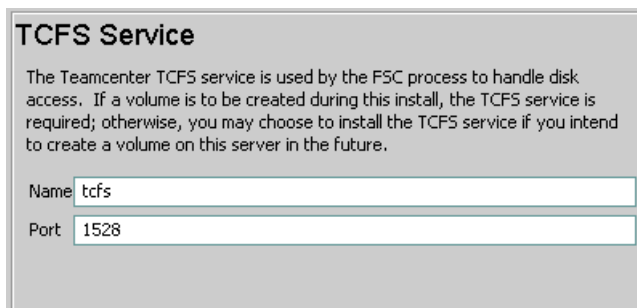 TCFS Service
The Teamcenter TCFS service is used by the FSC process to handle disk
access.  If a volume is to be created during this install, the TCFS service is
required; otherwise, you may choose to install the TCFS service if you intend
to create a volume on this server in the future.
Name tcfs
Port 1528